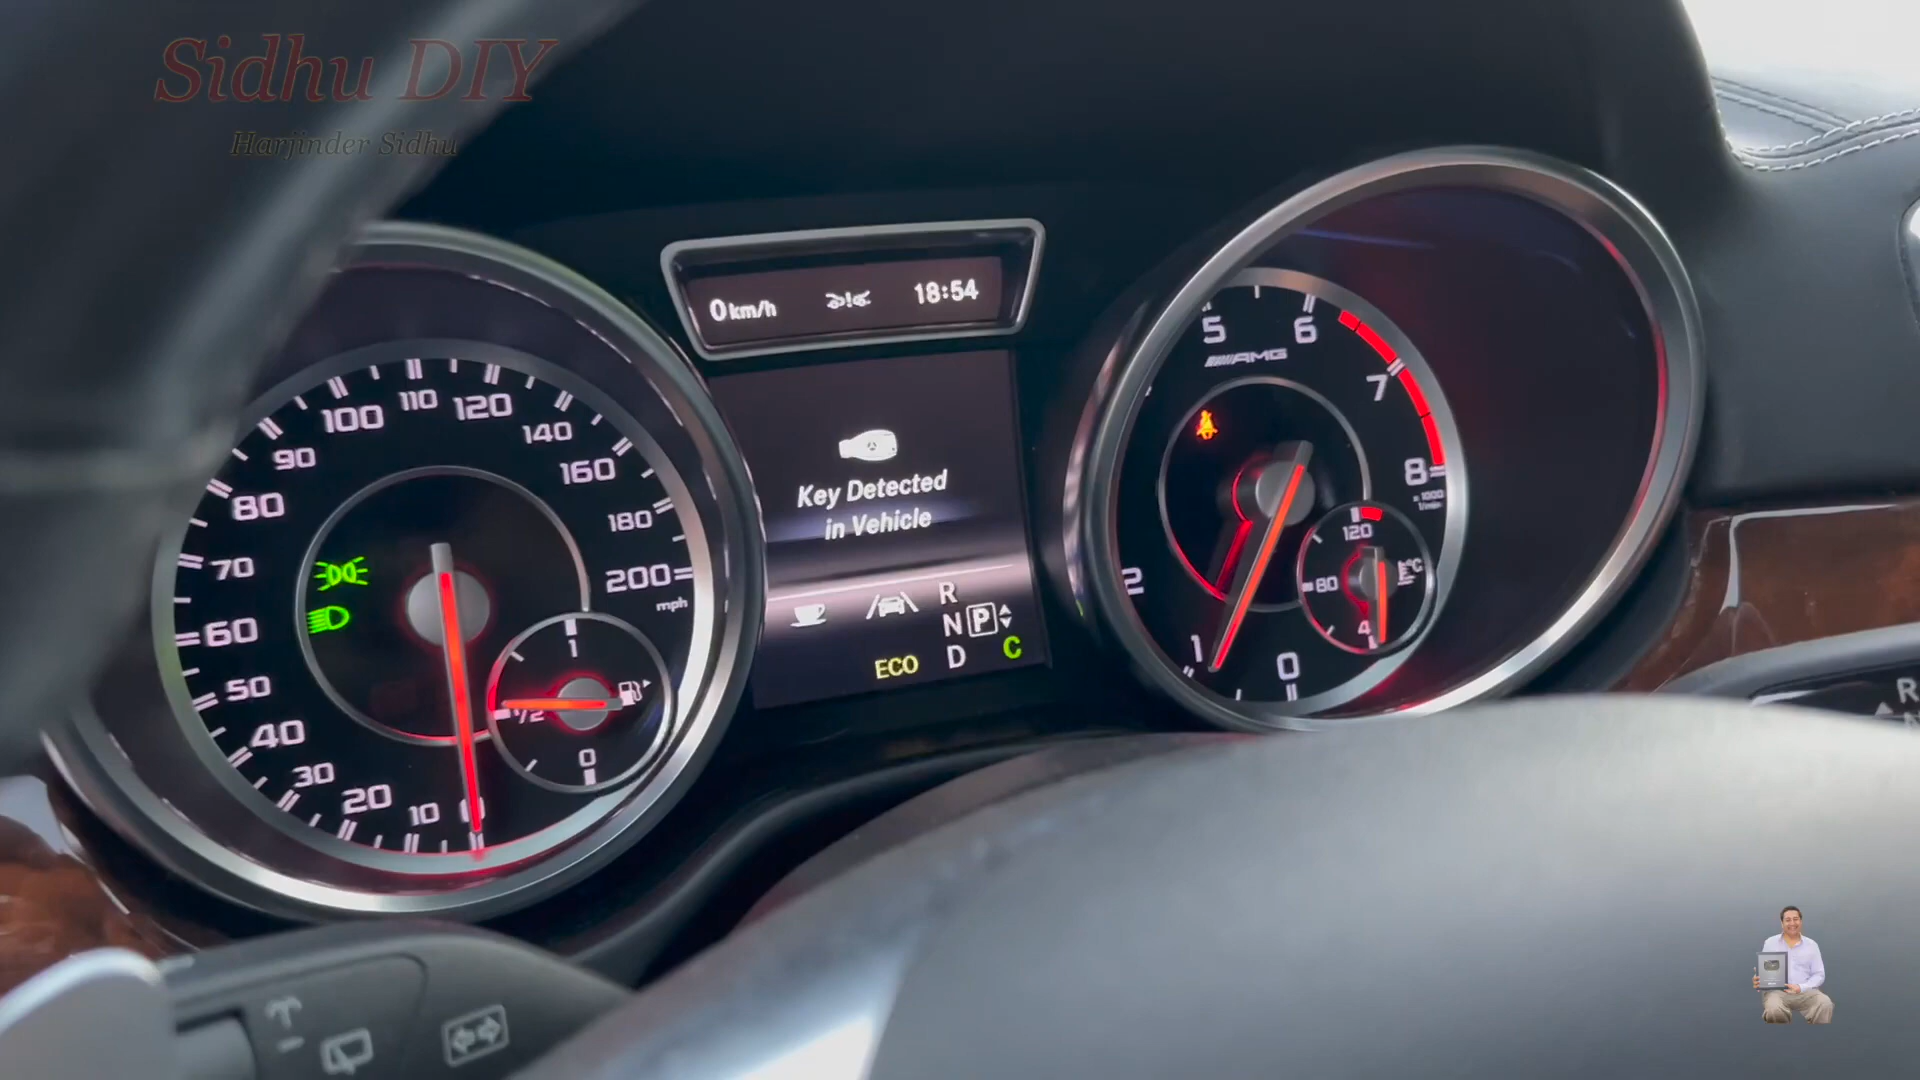 Sidhu DIY
Harjinder Sidhu
0 km/h 18:54
Key Detected
in Vehicle
R
N P
ECO D C
0
10
20
30
40
50
60
70
80
90
100
110
120
140
160
180
200
mph
1
1/2
0
AMG
0
1
2
5
6
7
8
x 1000
1/min
120
80
°C
R